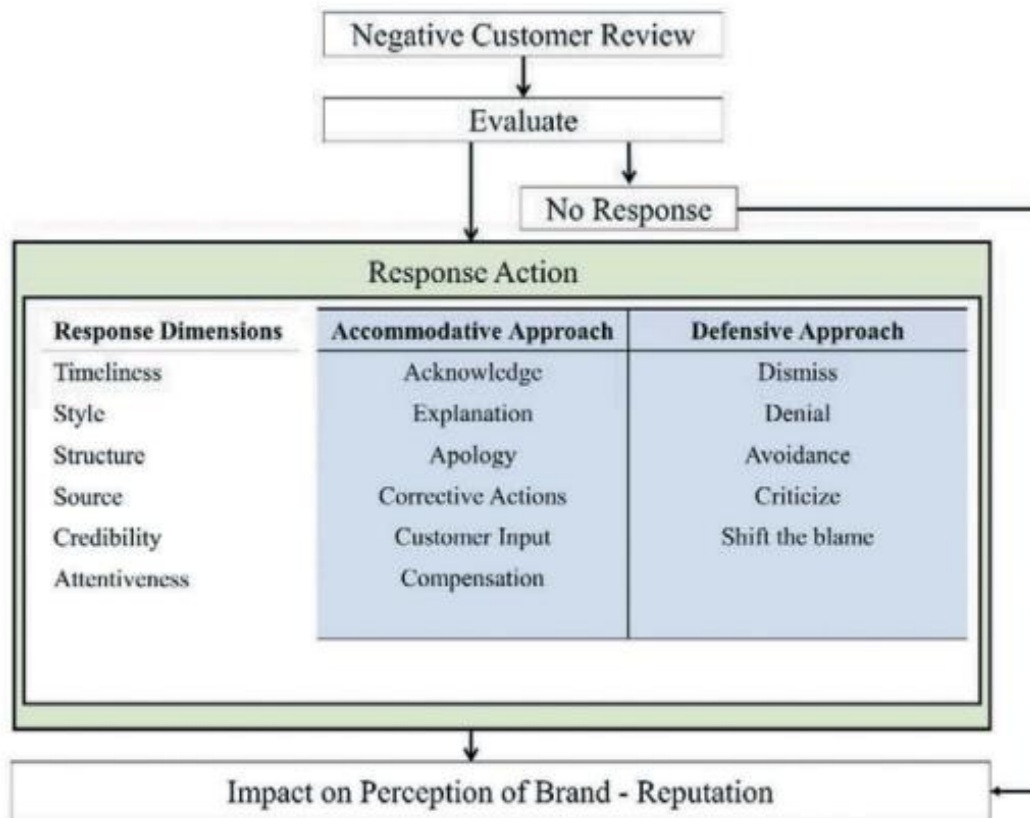 Negative Customer Review
Evaluate
No Response
Response Action
Response Dimensions Accommodative Approach Defensive Approach
Timeliness Acknowledge Dismiss
Style Explanation Denial
Structure Apology Avoidance
Source Corrective Actions Criticize
Credibility Customer Input Shift the blame
Attentiveness Compensation
Impact on Perception of Brand - Reputation